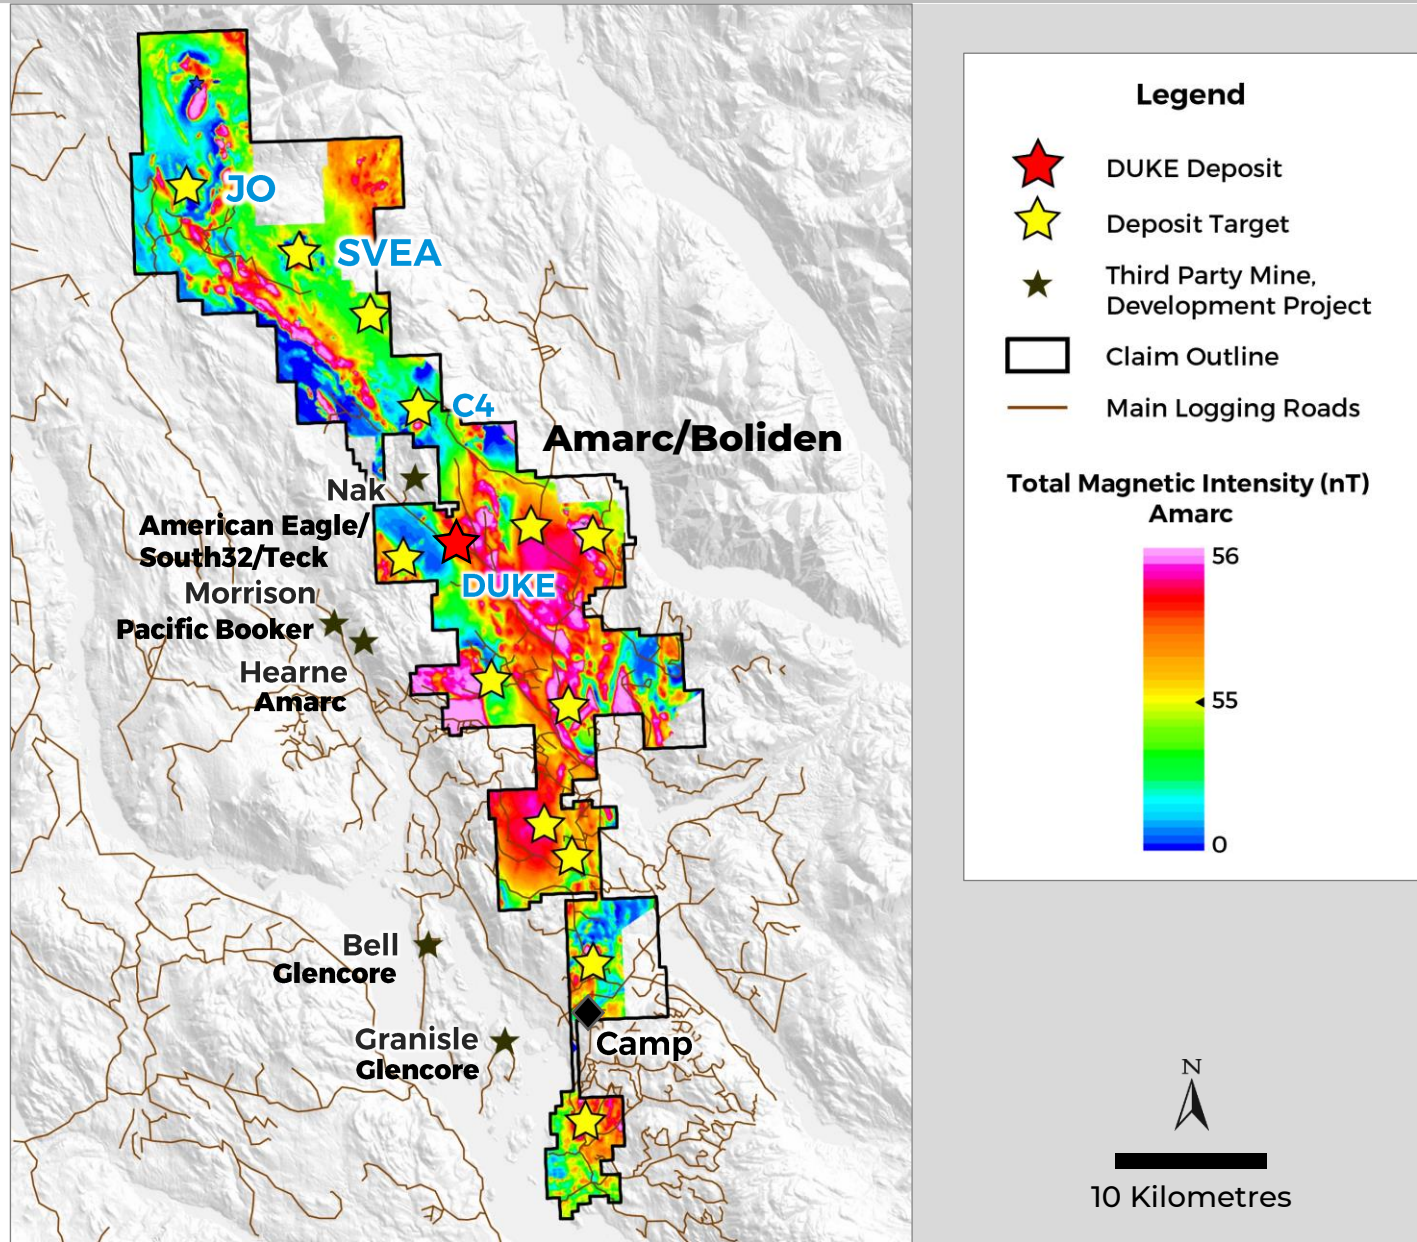 JO
SVEA
C4
Amarc/Boliden
Nak
American Eagle/
South32/Teck
DUKE
Morrison
Pacific Booker
Hearne
Amarc
Bell
Glencore
Granisle
Glencore
Camp
Legend
DUKE Deposit
Deposit Target
Third Party Mine,
Development Project
Claim Outline
Main Logging Roads
Total Magnetic Intensity (nT)
Amarc
56
55
0
N
10 Kilometres